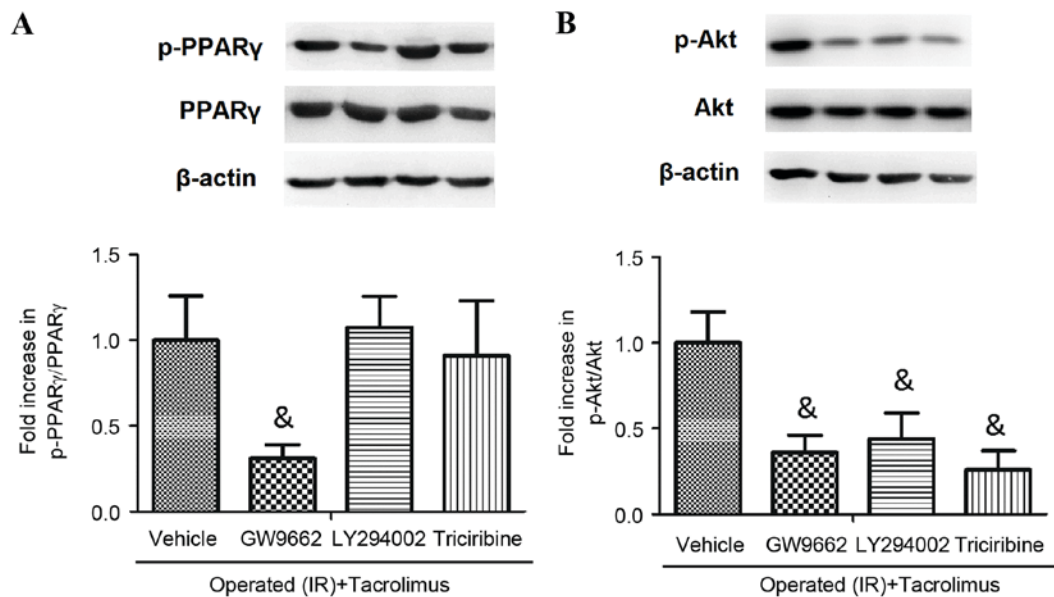 A
p-PPARγ
PPARγ
β-actin
Fold increase in
p-PPARγ/PPARγ
1.5
1.0
0.5
0.0
&
Vehicle GW9662 LY294002 Triciribine
Operated (IR)+Tacrolimus
B
p-Akt
Akt
β-actin
Fold increase in
p-Akt/Akt
1.5
1.0
0.5
0.0
&
&
&
Vehicle GW9662 LY294002 Triciribine
Operated (IR)+Tacrolimus